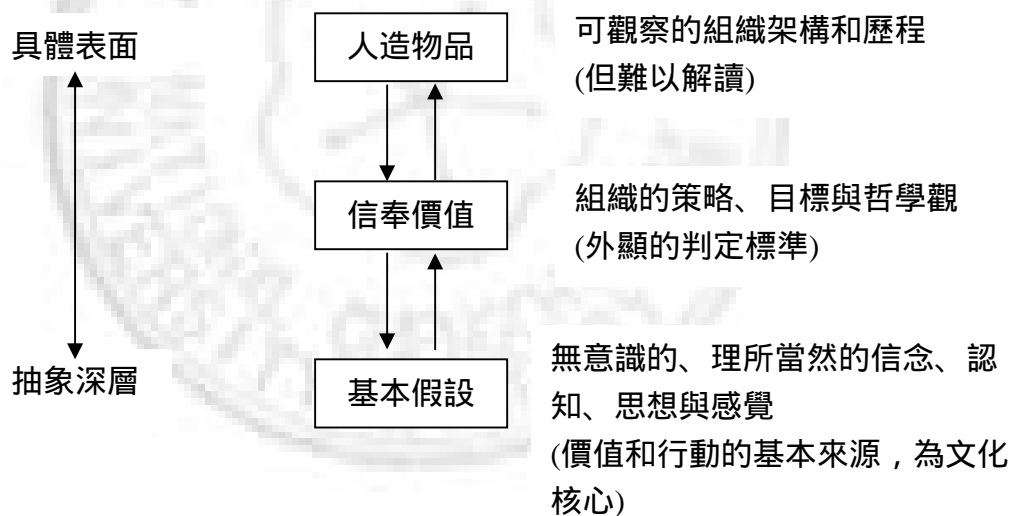 具體表面
人造物品
可觀察的組織架構和歷程
(但難以解讀)
信奉價值
組織的策略、目標與哲學觀
(外顯的判定標準)
抽象深層
基本假設
無意識的、理所當然的信念、認
知、思想與感覺
(價值和行動的基本來源，為文化
核心)